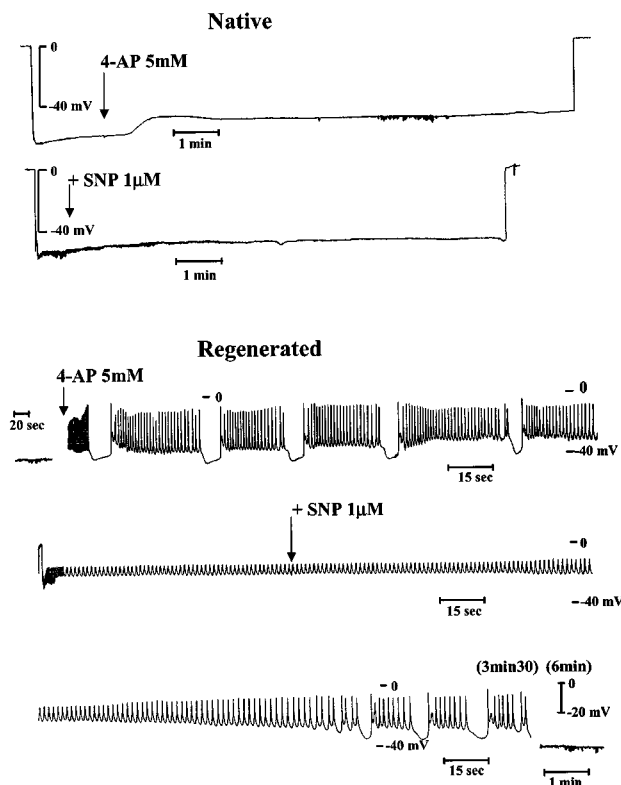 Native
0
4-AP 5mM
-40 mV
1 min
0
+ SNP 1µM
-40 mV
1 min
Regenerated
4-AP 5mM
20 sec
- 0
- 0
- -40 mV
15 sec
+ SNP 1µM
- 0
- -40 mV
15 sec
(3min30) (6min)
- 0
0
-20 mV
- -40 mV
15 sec
1 min